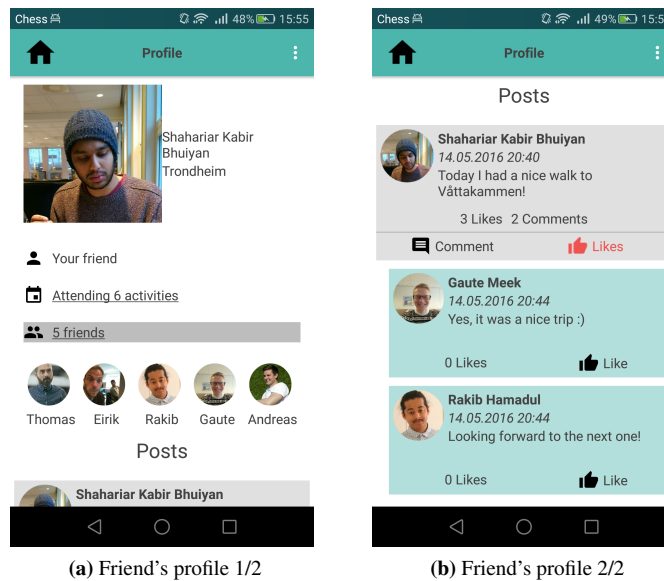 Chess 48% 15:55
Profile
Shahariar Kabir
Bhuiyan
Trondheim
Your friend
Attending 6 activities
5 friends
Thomas Eirik Rakib Gaute Andreas
Posts
Shahariar Kabir Bhuiyan
(a) Friend's profile 1/2
Chess 49% 15:5
Profile
Posts
Shahariar Kabir Bhuiyan
14.05.2016 20:40
Today I had a nice walk to
Våttakammen!
3 Likes 2 Comments
Comment Likes
Gaute Meek
14.05.2016 20:44
Yes, it was a nice trip :)
0 Likes Like
Rakib Hamadul
14.05.2016 20:44
Looking forward to the next one!
0 Likes Like
(b) Friend's profile 2/2